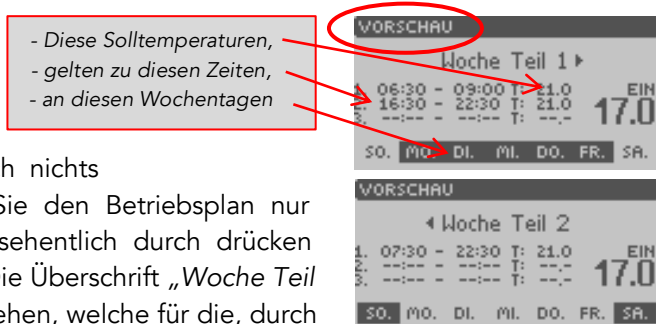 - Diese Solltemperaturen,
- gelten zu diesen Zeiten,
- an diesen Wochentagen
VORSCHAU
Woche Teil 1
1. 06:30 - 09:00 T: 21.0 EIN
2. 16:30 - 22:30 T: 21.0 17.0
3. --:-- - --:-- T: --.-
SO. MO. DI. MI. DO. FR. SA.
h nichts
Sie den Betriebsplan nur
sehentlich durch drücken
ie Überschrift „Woche Teil
ehen, welche für die, durch
VORSCHAU
Woche Teil 2
1. 07:30 - 22:30 T: 21.0 EIN
2. --:-- - --:-- T: --.- 17.0
3. --:-- - --:-- T: --.-
SO. MO. DI. MI. DO. FR. SA.